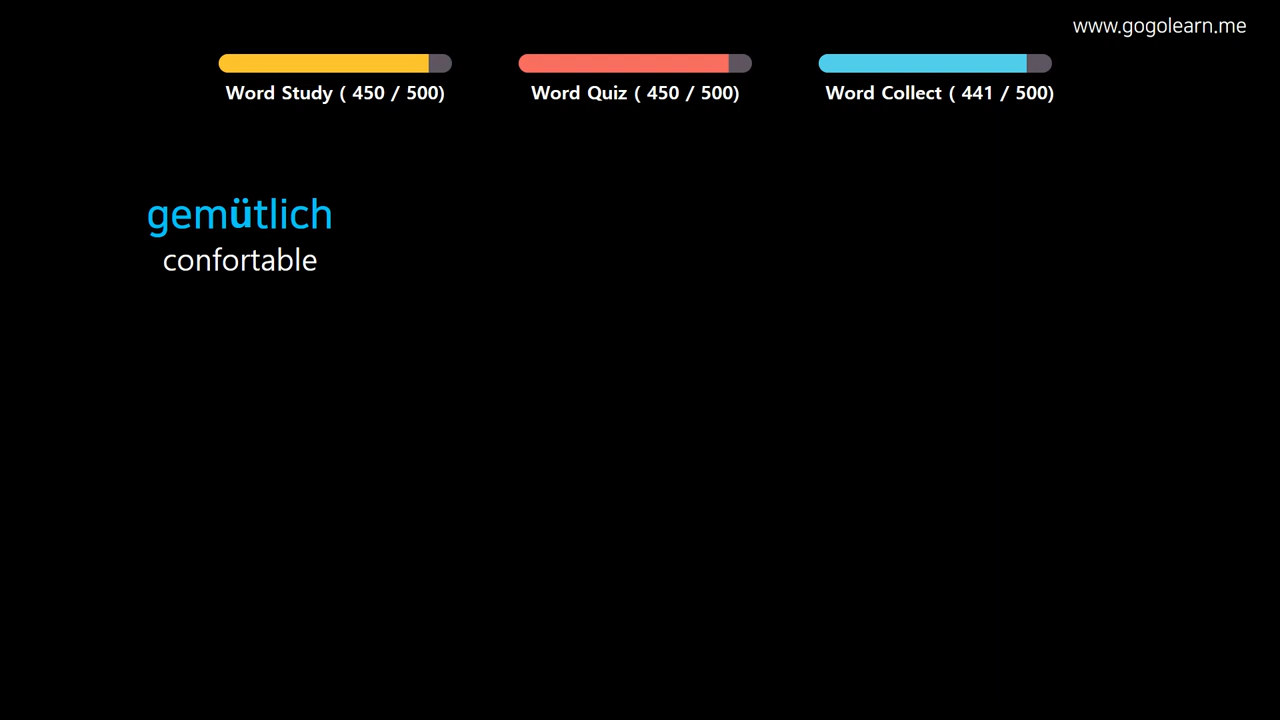 www.gogolearn.me
Word Study ( 450 / 500)
Word Quiz ( 450 / 500)
Word Collect ( 441 / 500)
gemütlich
confortable